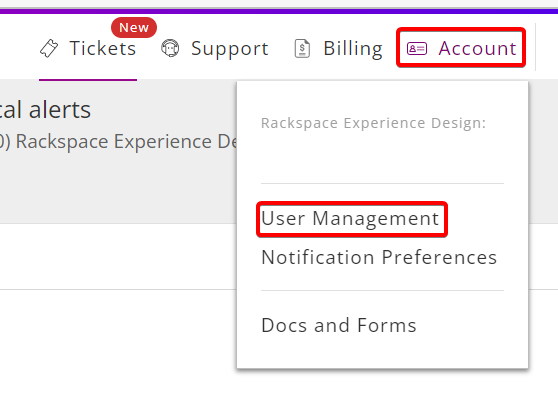 New
Tickets Support Billing Account
cal alerts
0) Rackspace Experience De
Rackspace Experience Design:
User Management
Notification Preferences
Docs and Forms